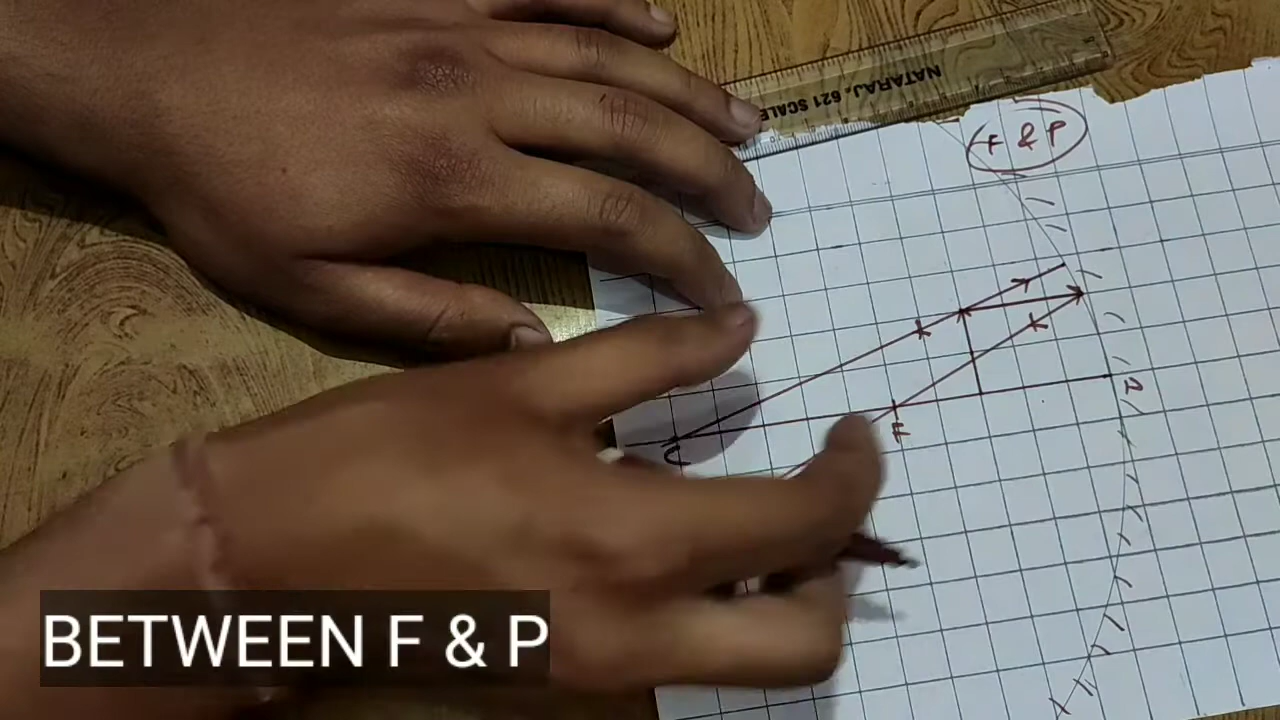 NATARAJ. 621 SCALE
F & P
C
F
P
BETWEEN F & P